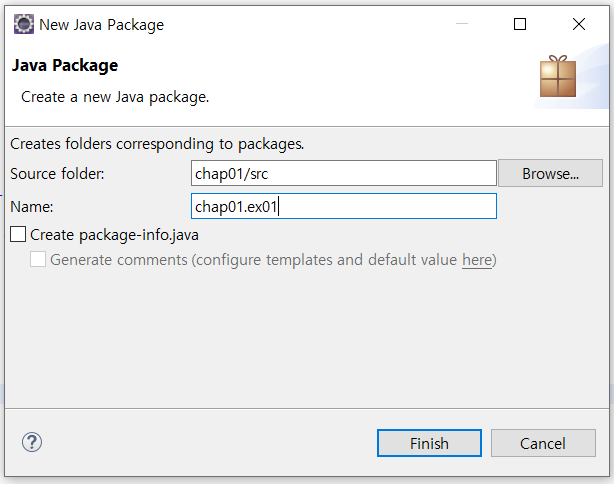 New Java Package
Java Package
Create a new Java package.
Creates folders corresponding to packages.
Source folder: chap01/src Browse...
Name: chap01.ex01
Create package-info.java
Generate comments (configure templates and default value here)
? Finish Cancel